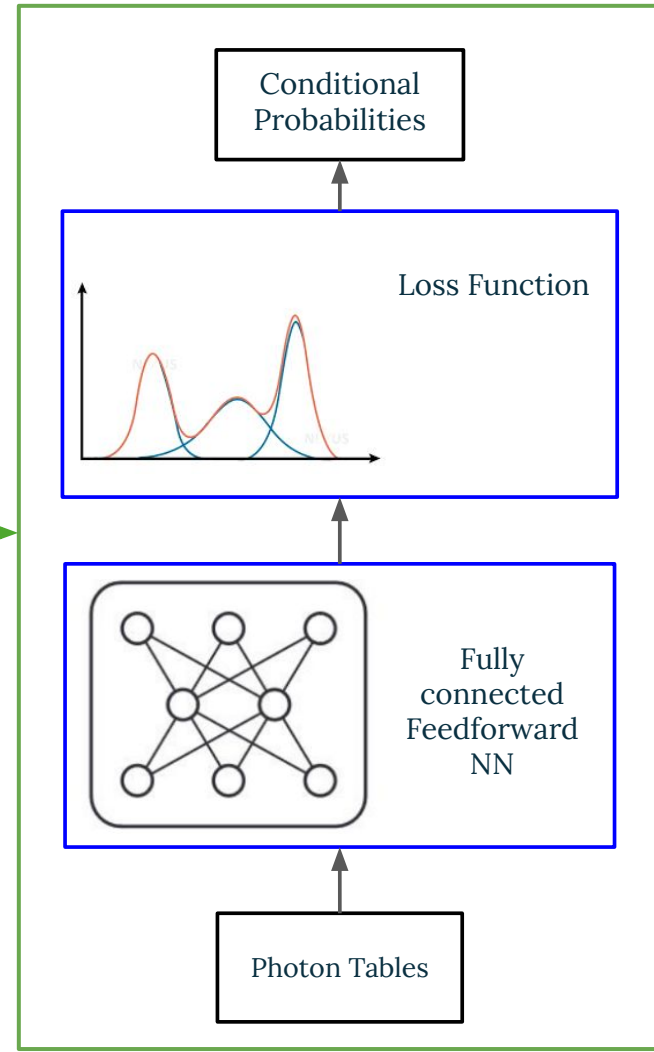 Conditional
Probabilities
Loss Function
Fully
connected
Feedforward
NN
Photon Tables